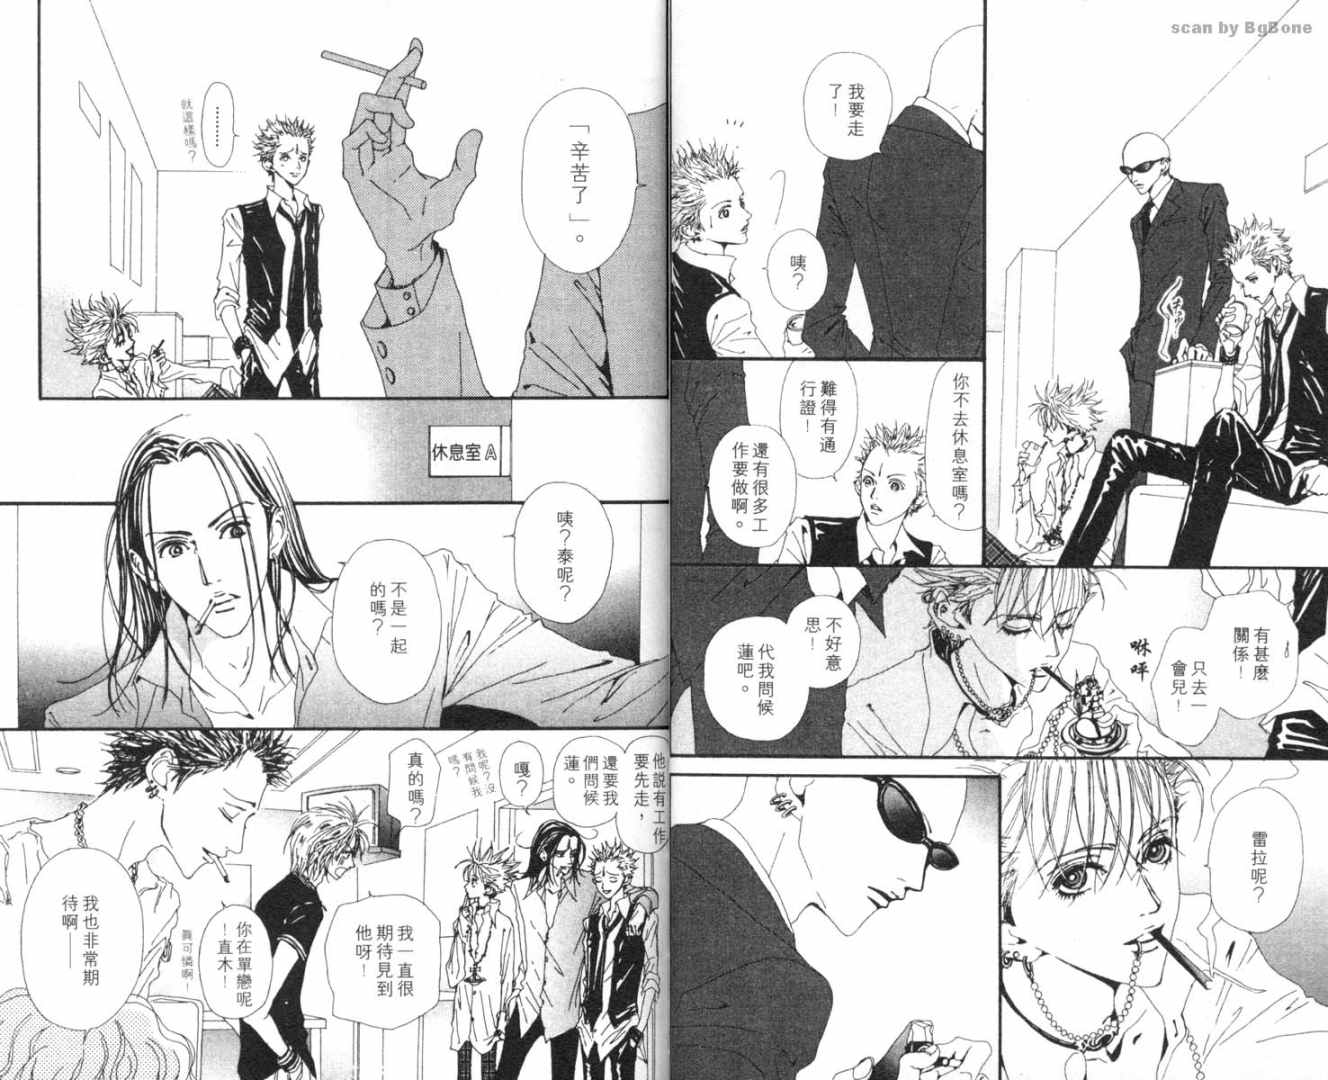 scan by BgBone
我要走
了！
咦？
你不去休息室嗎？
難得有通
行證！
還有很多工
作要做啊。
有甚麼
關係！
只去一
會兒！
咻
呯
不好意
思！
代我問候
蓮吧。
雷拉呢？
「辛苦了」。
………
就這樣嗎？
休息室A
咦？泰呢？
不是一起
的嗎？
他說有工作
要先走，
還要我
們問候
蓮。
嘎？
我呢？沒
有問候我
嗎？
真的嗎？
我一直很
期待見到
他呀！
你在單戀呢
！直木！
真可憐啊！
我也非常期
待啊——